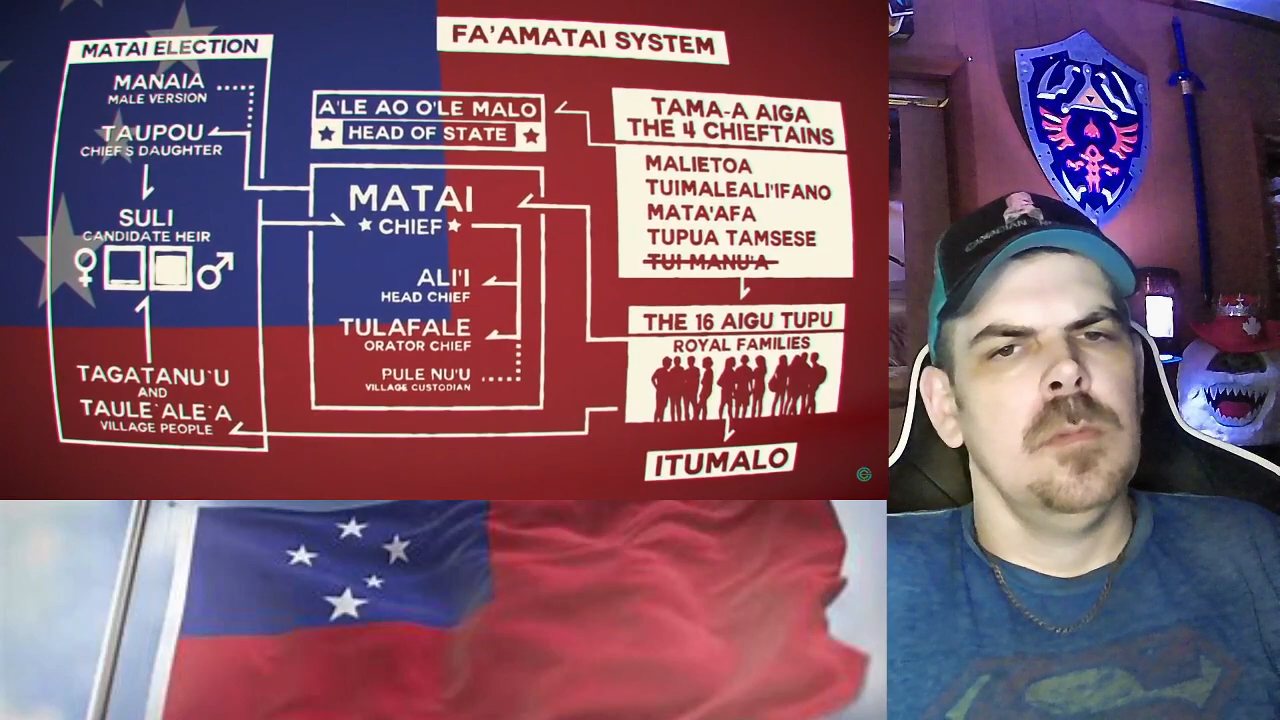 FA'AMATAI SYSTEM
MATAI ELECTION
MANAIA
MALE VERSION
TAUPOU
CHIEF'S DAUGHTER
SULI
CANDIDATE HEIR
TAGATANU`U
AND
TAULE`ALE`A
VILLAGE PEOPLE
A'LE AO O'LE MALO
HEAD OF STATE
MATAI
CHIEF
ALI'I
HEAD CHIEF
TULAFALE
ORATOR CHIEF
PULE NU'U
VILLAGE CUSTODIAN
TAMA-A AIGA
THE 4 CHIEFTAINS
MALIETOA
TUIMALEALI'IFANO
MATA'AFA
TUPUA TAMSESE
TUI MANU'A
THE 16 AIGU TUPU
ROYAL FAMILIES
ITUMALO
CANADIAN